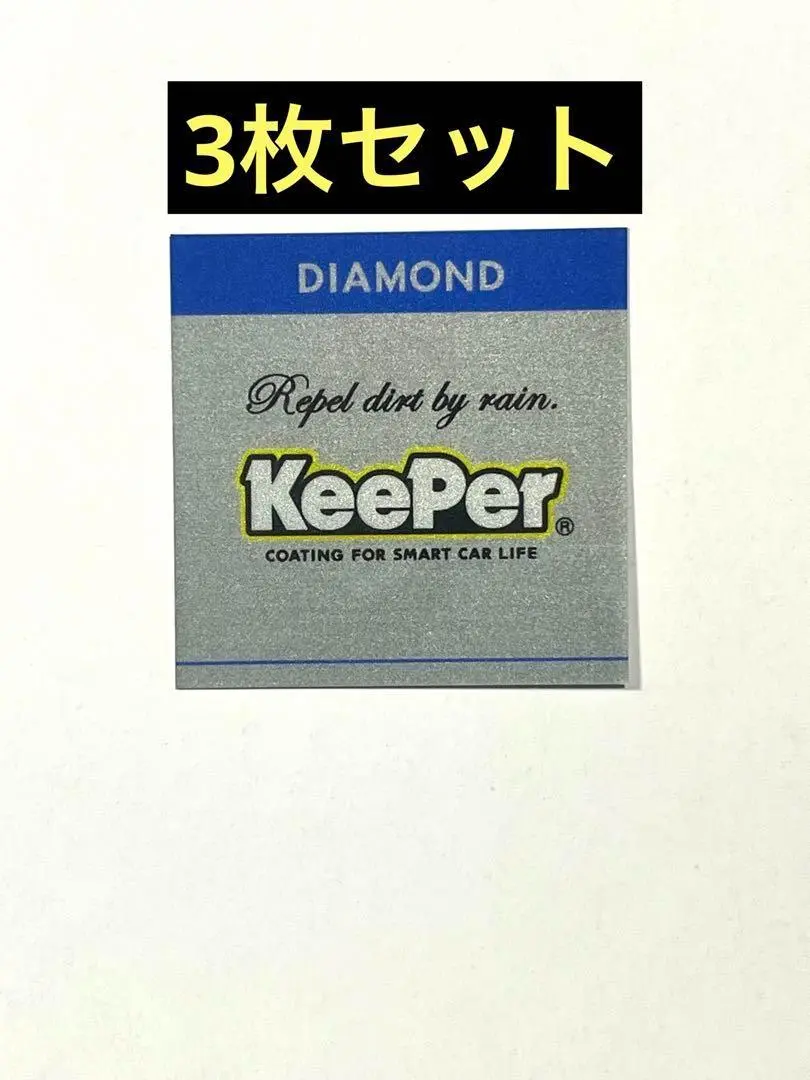 3枚セット
DIAMOND
Repel dirt by rain.
KeePer®
COATING FOR SMART CAR LIFE